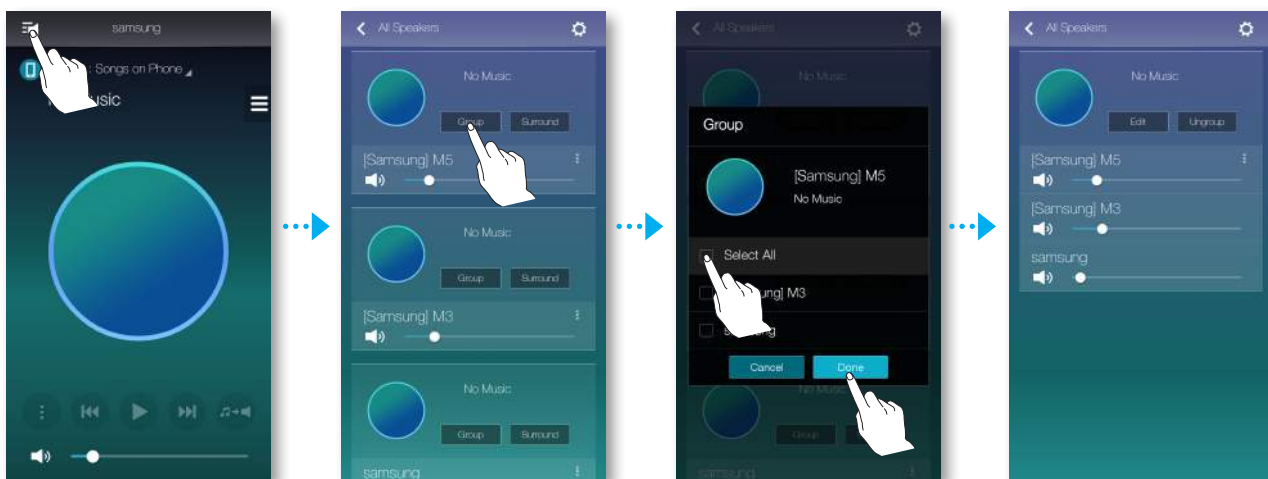 samsung
: Songs on Phone
usic
All Speakers
No Music
Group Surround
[Samsung] M5
No Music
Group Surround
[Samsung] M3
No Music
Group Surround
samsung
All Speakers
No Music
Group
[Samsung] M5
No Music
Select All
ung] M3
Cancel Done
No Music
Group
samsung
All Speakers
No Music
Edit Ungroup
[Samsung] M5
[Samsung] M3
samsung